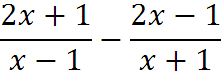 (2x + 1)/(x − 1) − (2x − 1)/(x + 1)